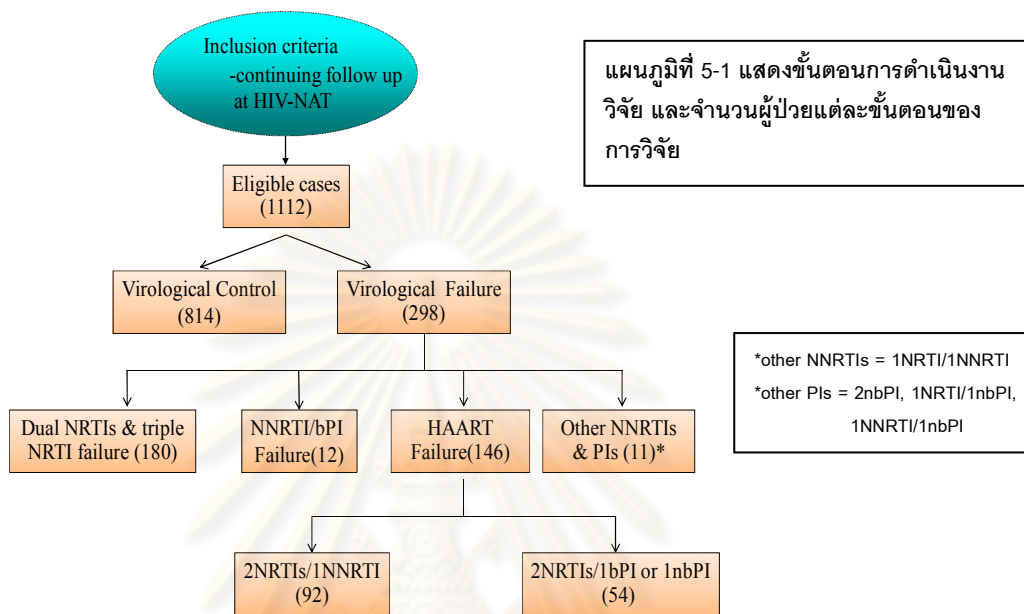 Inclusion criteria
-continuing follow up
at HIV-NAT
แผนภูมิที่ 5-1 แสดงขั้นตอนการดำเนินงาน
วิจัย และจำนวนผู้ป่วยแต่ละขั้นตอนของ
การวิจัย
Eligible cases
(1112)
Virological Control
(814)
Virological Failure
(298)
*other NNRTIs = 1NRTI/1NNRTI
*other PIs = 2nbPI, 1NRTI/1nbPI,
1NNRTI/1nbPI
Dual NRTIs & triple
NRTI failure (180)
NNRTI/bPI
Failure(12)
HAART
Failure(146)
Other NNRTIs
& PIs (11)*
2NRTIs/1NNRTI
(92)
2NRTIs/1bPI or 1nbPI
(54)